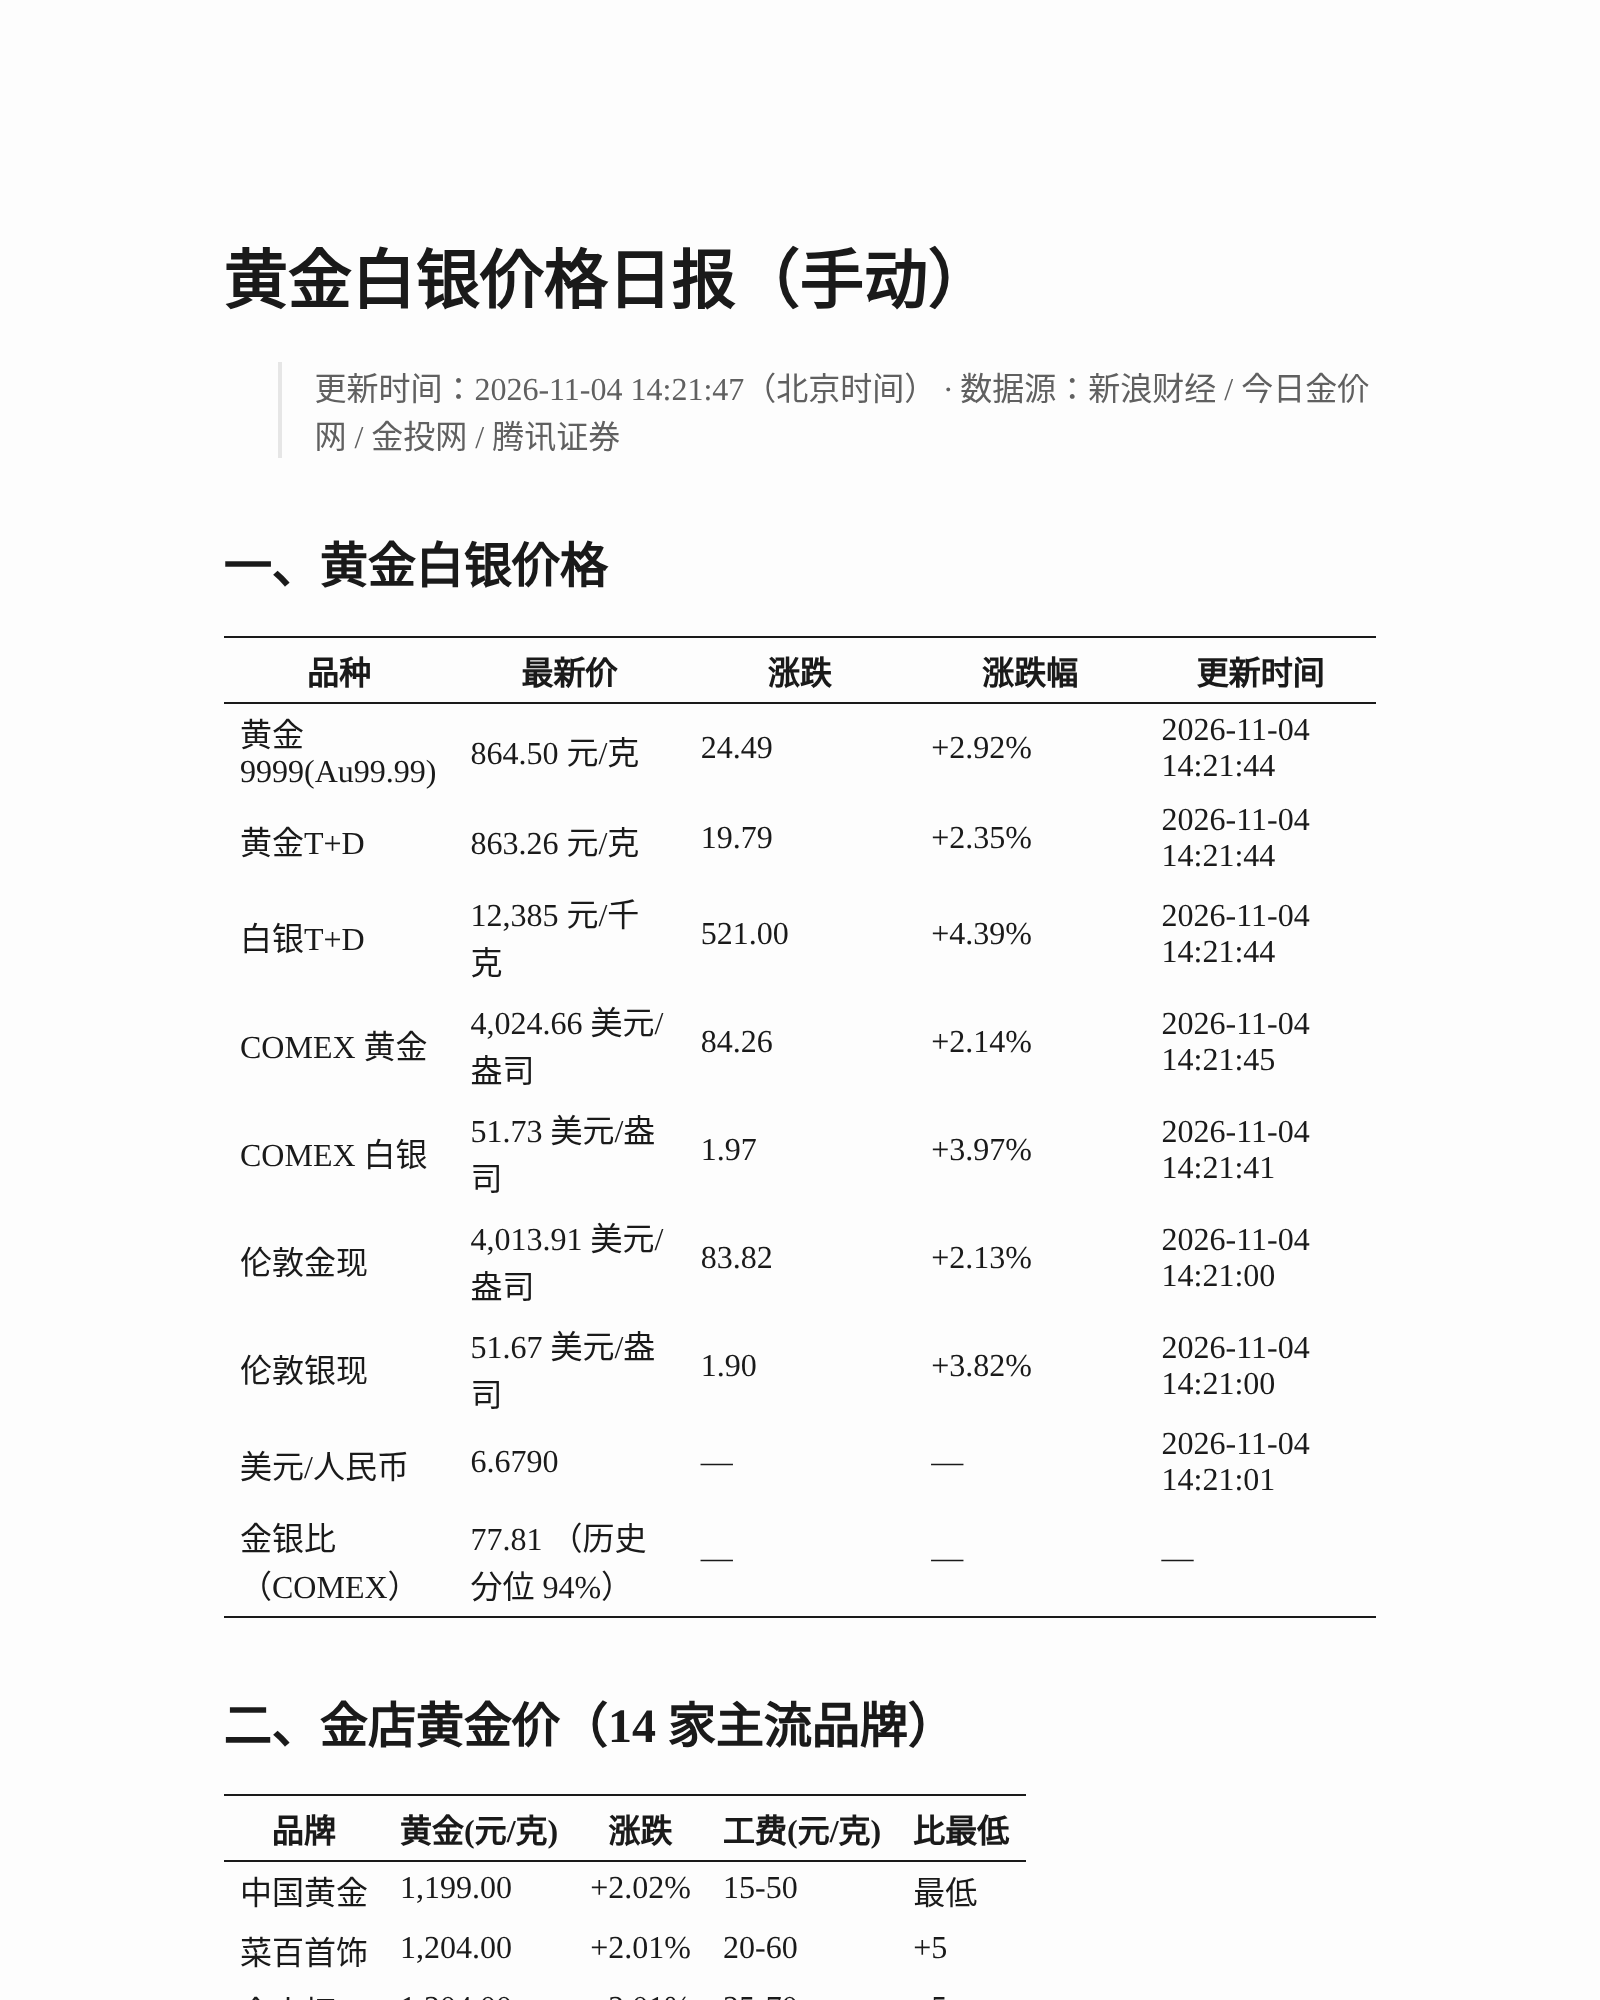 黄金白银价格日报（手动）
更新时间：2026-11-04 14:21:47（北京时间） · 数据源：新浪财经 / 今日金价
网 / 金投网 / 腾讯证券
一、黄金白银价格
品种 最新价 涨跌 涨跌幅 更新时间
黄金 9999(Au99.99) 864.50 元/克 24.49 +2.92% 2026-11-04 14:21:44
黄金T+D 863.26 元/克 19.79 +2.35% 2026-11-04 14:21:44
白银T+D 12,385 元/千克 521.00 +4.39% 2026-11-04 14:21:44
COMEX 黄金 4,024.66 美元/盎司 84.26 +2.14% 2026-11-04 14:21:45
COMEX 白银 51.73 美元/盎司 1.97 +3.97% 2026-11-04 14:21:41
伦敦金现 4,013.91 美元/盎司 83.82 +2.13% 2026-11-04 14:21:00
伦敦银现 51.67 美元/盎司 1.90 +3.82% 2026-11-04 14:21:00
美元/人民币 6.6790 — — 2026-11-04 14:21:01
金银比（COMEX） 77.81 （历史分位 94%） — — —
二、金店黄金价（14 家主流品牌）
品牌 黄金(元/克) 涨跌 工费(元/克) 比最低
中国黄金 1,199.00 +2.02% 15-50 最低
菜百首饰 1,204.00 +2.01% 20-60 +5